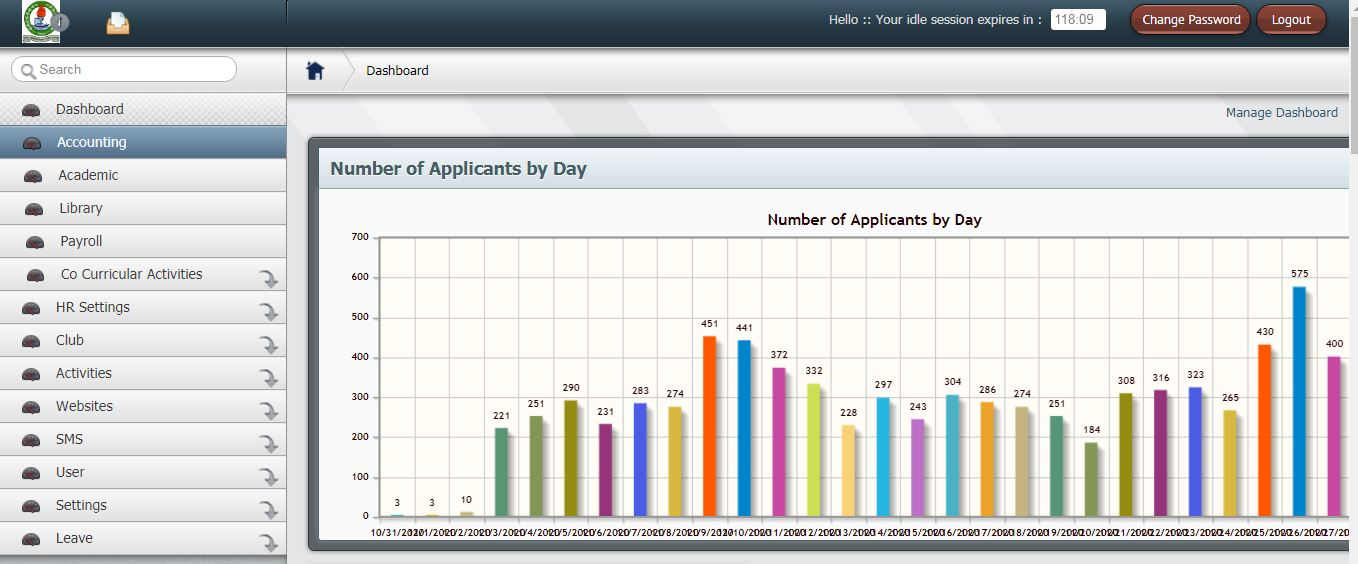 Hello :: Your idle session expires in : 118:09 Change Password Logout
Search
Dashboard
Manage Dashboard
Dashboard
Accounting
Academic
Library
Payroll
Co Curricular Activities
HR Settings
Club
Activities
Websites
SMS
User
Settings
Leave
Number of Applicants by Day
Number of Applicants by Day
700
600
500
400
300
200
100
0
3 3 10 221 251 290 231 283 274 451 441 372 332 228 297 243 304 286 274 251 184 308 316 323 265 430 575 400
10/31/2020